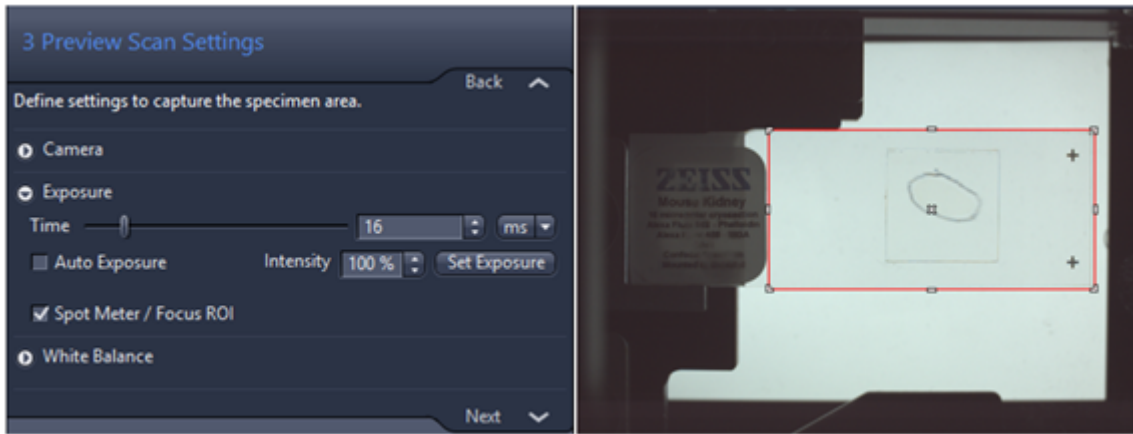 3 Preview Scan Settings
Back
Define settings to capture the specimen area.
Camera
Exposure
Time
16
ms
Auto Exposure
Intensity
100 %
Set Exposure
Spot Meter / Focus ROI
White Balance
Next
ZEISS
Mouse Kidney